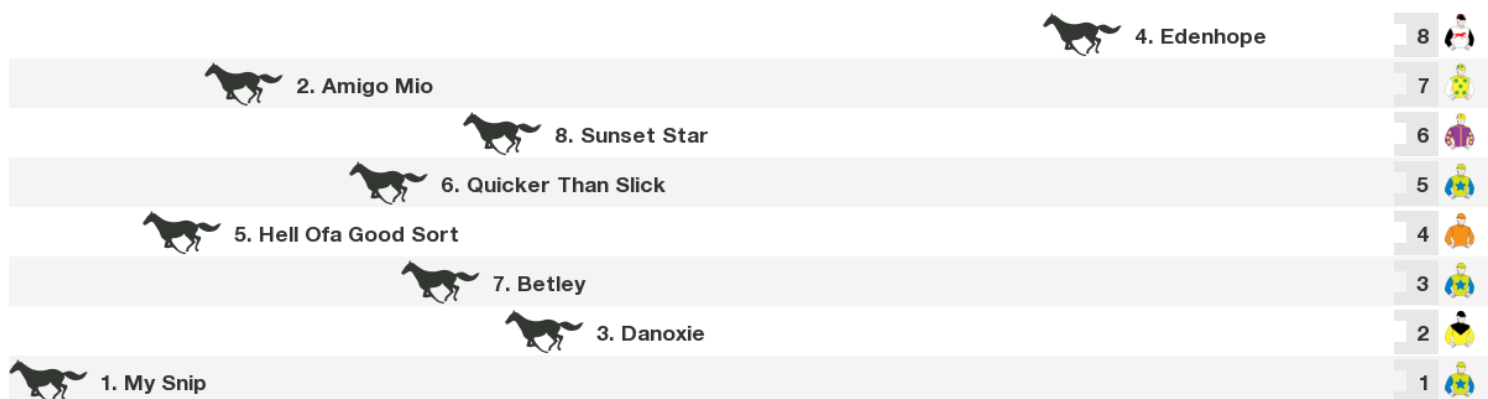 4. Edenhope 8
2. Amigo Mio 7
8. Sunset Star 6
6. Quicker Than Slick 5
5. Hell Ofa Good Sort 4
7. Betley 3
3. Danoxie 2
1. My Snip 1